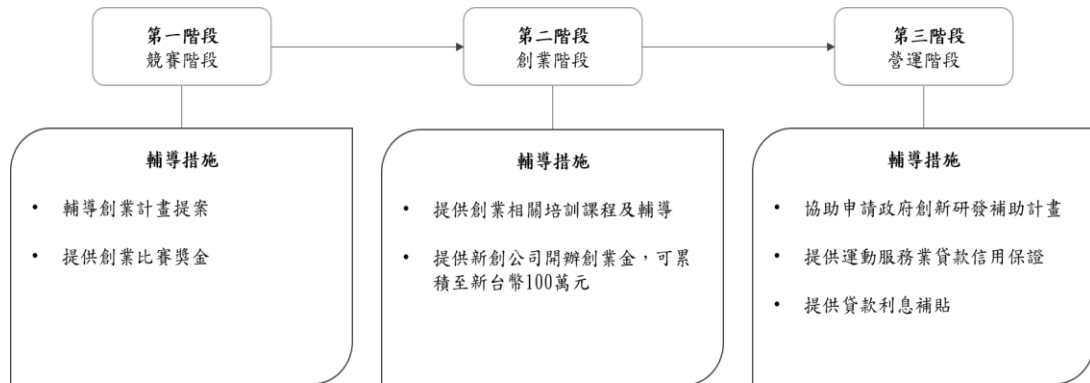 第一階段
競賽階段
第二階段
創業階段
第三階段
營運階段
輔導措施
• 輔導創業計畫提案
• 提供創業比賽獎金
輔導措施
• 提供創業相關培訓課程及輔導
• 提供新創公司開辦創業金，可累
積至新台幣100萬元
輔導措施
• 協助申請政府創新研發補助計畫
• 提供運動服務業貸款信用保證
• 提供貸款利息補貼